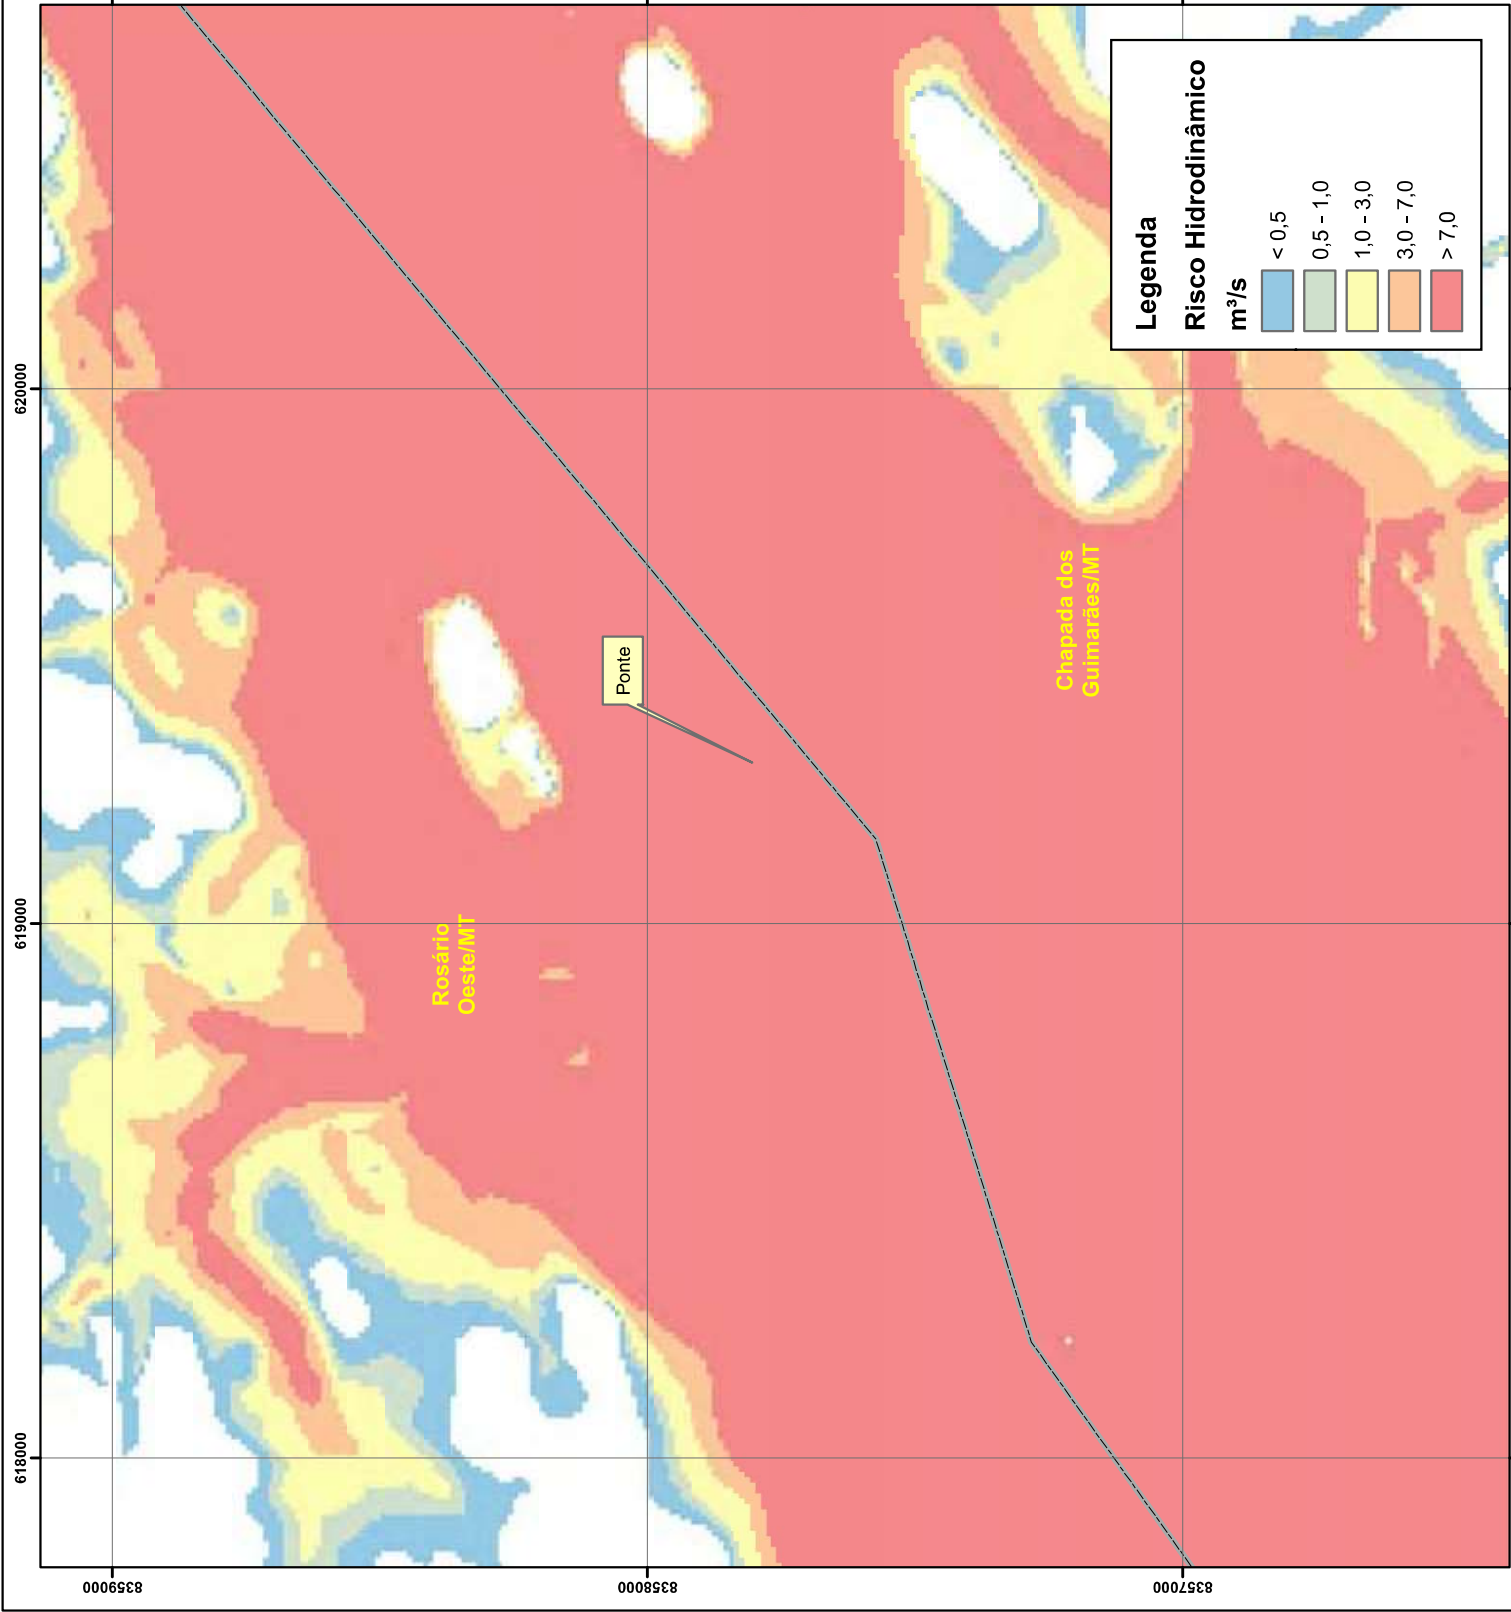 620000
619000
618000
8359000
8358000
8357000
Ponte
Rosário
Oeste/MT
Chapada dos
Guimarães/MT
Legenda
Risco Hidrodinâmico
m³/s
< 0,5
0,5 - 1,0
1,0 - 3,0
3,0 - 7,0
> 7,0